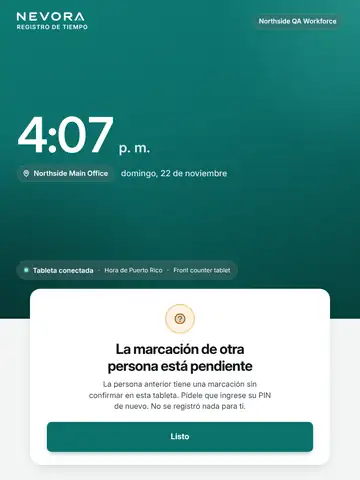 NEVORA
REGISTRO DE TIEMPO
Northside QA Workforce
4:07 p. m.
Northside Main Office
domingo, 22 de noviembre
Tableta conectada · Hora de Puerto Rico · Front counter tablet
La marcación de otra
persona está pendiente
La persona anterior tiene una marcación sin
confirmar en esta tableta. Pídele que ingrese su PIN
de nuevo. No se registró nada para ti.
Listo